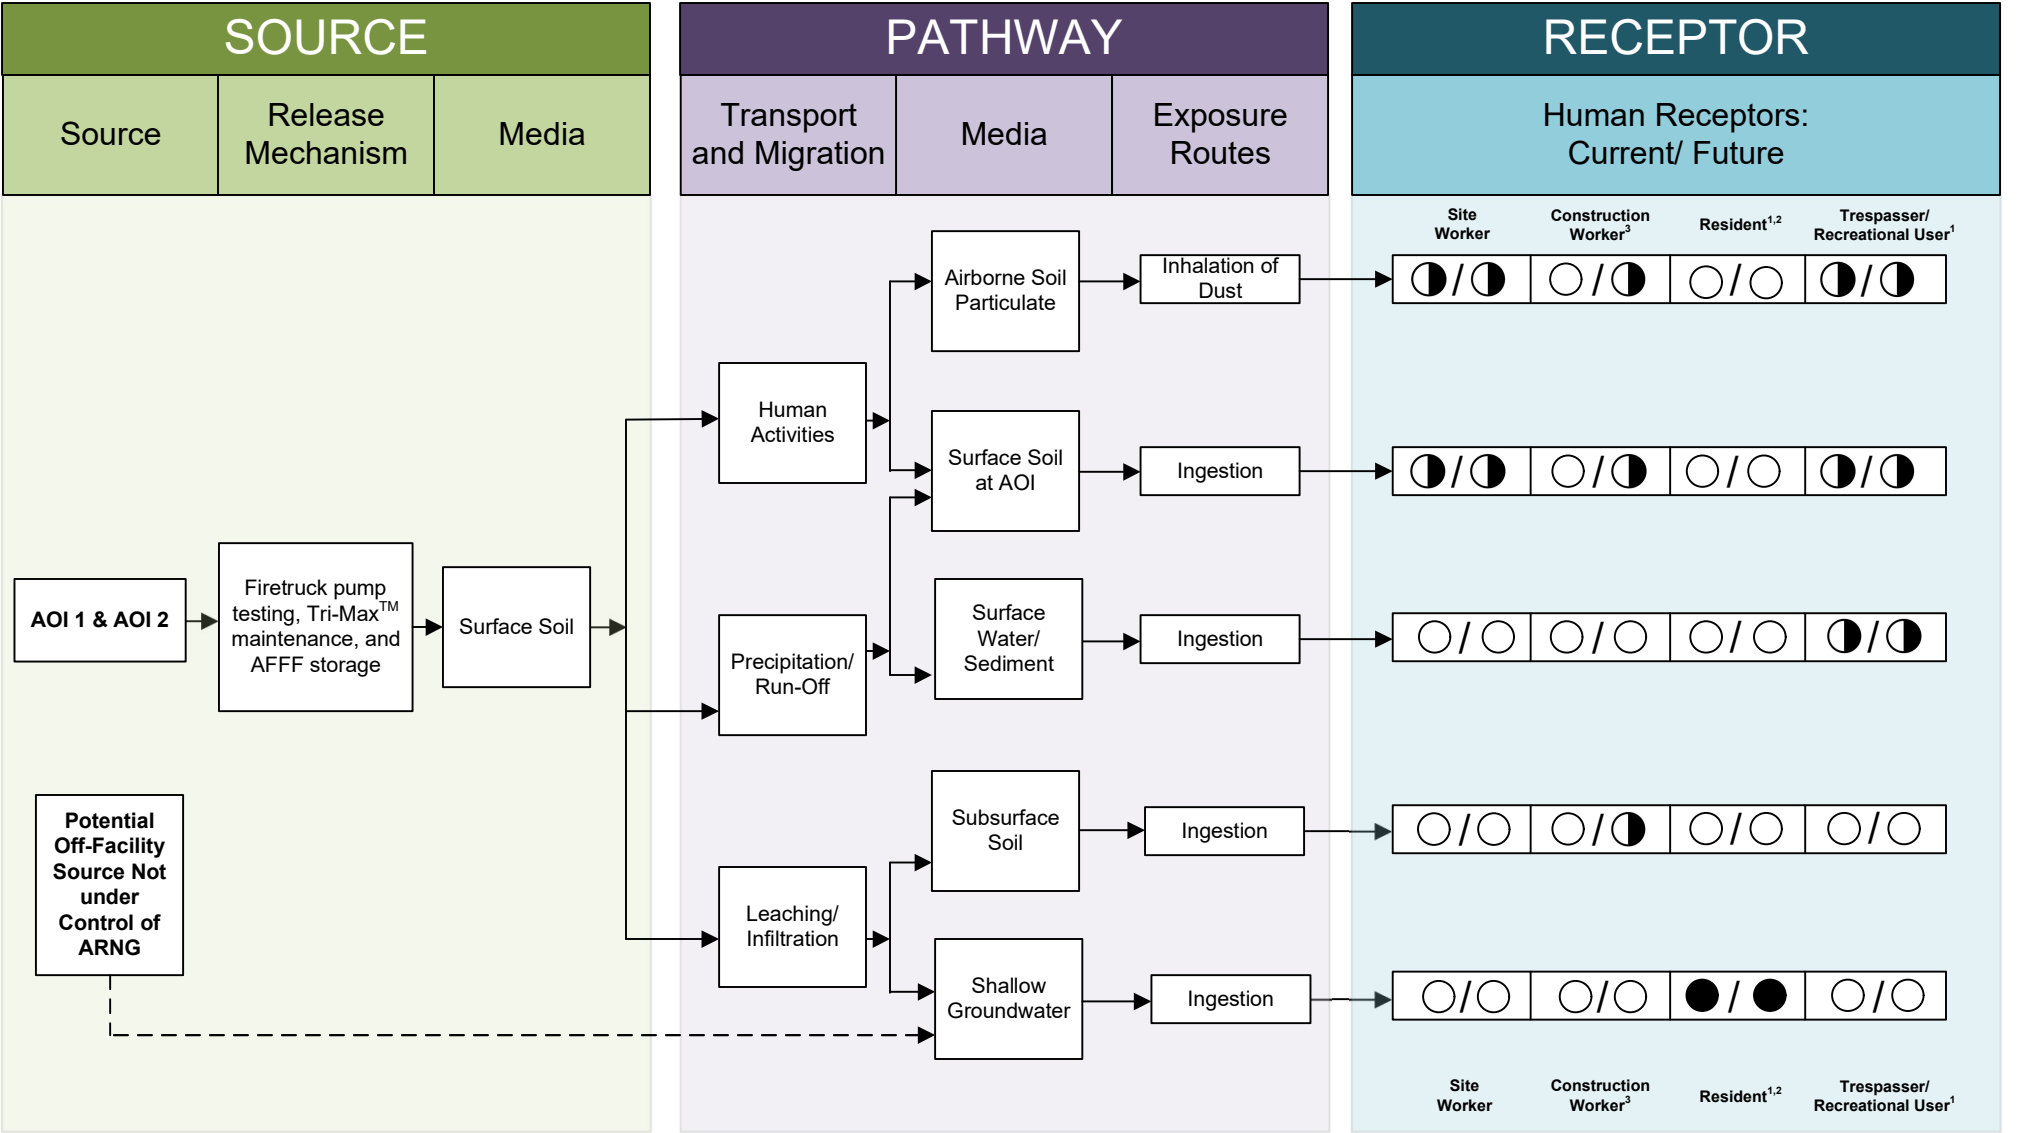 SOURCE
PATHWAY
RECEPTOR
Source
Release
Mechanism
Media
Transport
and Migration
Media
Exposure
Routes
Human Receptors:
Current/ Future
Site
Worker
Construction
Worker3
Resident1,2
Trespasser/
Recreational User1
Airborne Soil
Particulate
Inhalation of
Dust
/
/
/
/
Human
Activities
Surface Soil
at AOI
Ingestion
/
/
/
/
AOI 1 & AOI 2
Firetruck pump
testing, Tri-MaxTM
maintenance, and
AFFF storage
Surface Soil
Precipitation/
Run-Off
Surface
Water/
Sediment
Ingestion
/
/
/
/
Potential
Off-Facility
Source Not
under
Control of
ARNG
Leaching/
Infiltration
Subsurface
Soil
Ingestion
/
/
/
/
Shallow
Groundwater
Ingestion
/
/
/
/
Site
Worker
Construction
Worker3
Resident1,2
Trespasser/
Recreational User1